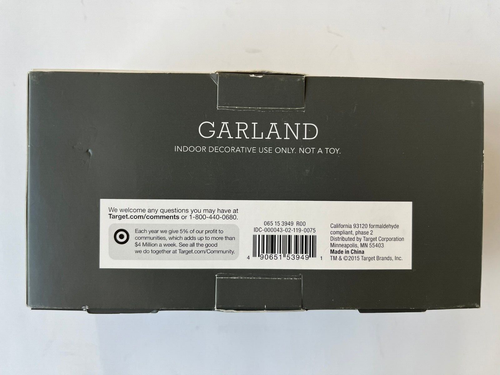 GARLAND
INDOOR DECORATIVE USE ONLY. NOT A TOY.
We welcome any questions you may have at
Target.com/comments or 1-800-440-0680.
Each year we give 5% of our profit to
communities, which adds up to more than
$4 Million a week. See all the good
we do together at Target.com/Community.
065 15 3949 R00
IDC-000043-02-119-0075
4 90651 53949 1
California 93120 formaldehyde
compliant, phase 2
Distributed by Target Corporation
Minneapolis, MN 55403
Made in China
TM & ©2015 Target Brands, Inc.